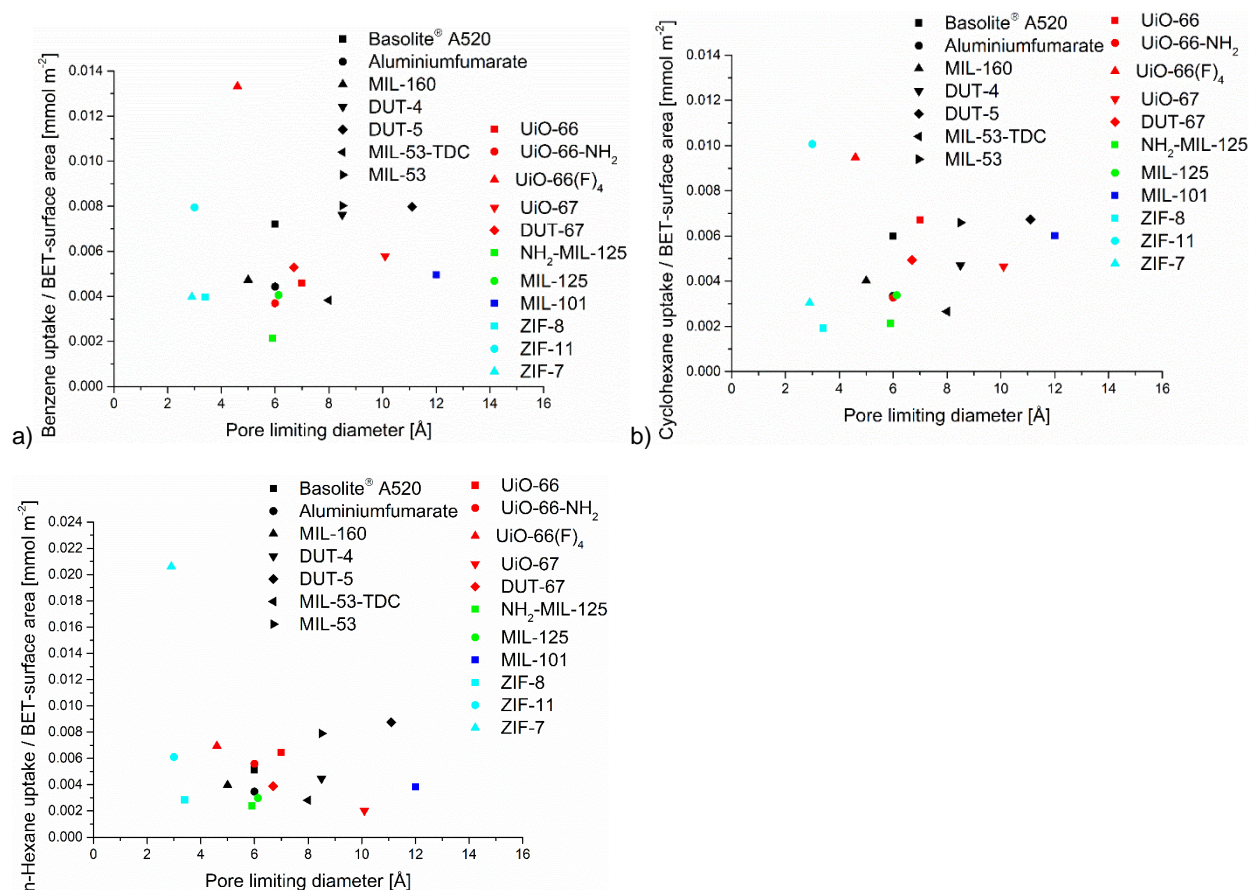 Benzene uptake / BET-surface area [mmol m⁻²]
0.014
0.012
0.010
0.008
0.006
0.004
0.002
0.000
0 2 4 6 8 10 12 14 16
Pore limiting diameter [Å]
Basolite® A520
Aluminiumfumarate
MIL-160
DUT-4
DUT-5
MIL-53-TDC
MIL-53
UiO-66
UiO-66-NH₂
UiO-66(F)₄
UiO-67
DUT-67
NH₂-MIL-125
MIL-125
MIL-101
ZIF-8
ZIF-11
ZIF-7
a)
Cyclohexane uptake / BET-surface area [mmol m⁻²]
0.014
0.012
0.010
0.008
0.006
0.004
0.002
0.000
0 2 4 6 8 10 12 14 16
Pore limiting diameter [Å]
Basolite® A520
Aluminiumfumarate
MIL-160
DUT-4
DUT-5
MIL-53-TDC
MIL-53
UiO-66
UiO-66-NH₂
UiO-66(F)₄
UiO-67
DUT-67
NH₂-MIL-125
MIL-125
MIL-101
ZIF-8
ZIF-11
ZIF-7
b)
n-Hexane uptake / BET-surface area [mmol m⁻²]
0.024
0.022
0.020
0.018
0.016
0.014
0.012
0.010
0.008
0.006
0.004
0.002
0.000
0 2 4 6 8 10 12 14 16
Pore limiting diameter [Å]
Basolite® A520
Aluminiumfumarate
MIL-160
DUT-4
DUT-5
MIL-53-TDC
MIL-53
UiO-66
UiO-66-NH₂
UiO-66(F)₄
UiO-67
DUT-67
NH₂-MIL-125
MIL-125
MIL-101
ZIF-8
ZIF-11
ZIF-7